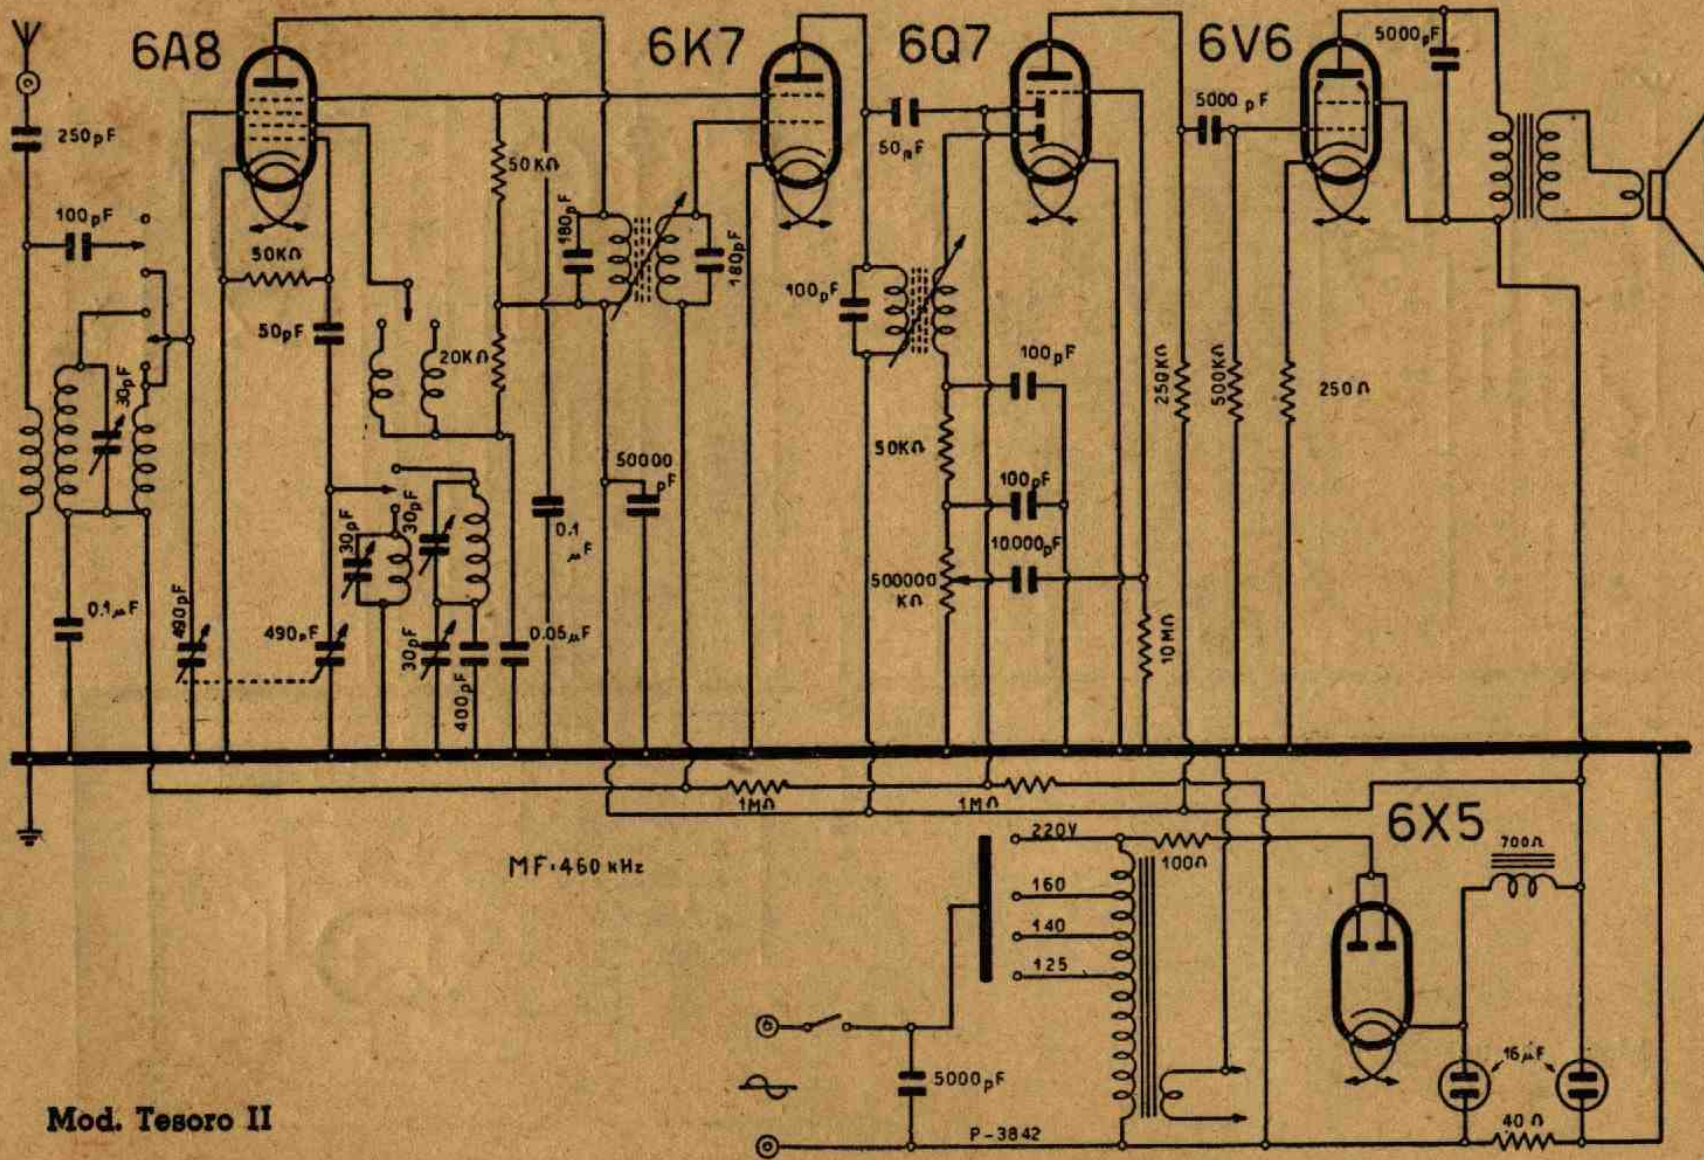 6A8
6K7
6Q7
6V6
5000pF
250pF
5000 pF
50pF
50KΩ
100pF
180pF
180pF
50KΩ
100pF
50pF
20KΩ
30pF
100pF
250KΩ
500KΩ
250Ω
50KΩ
50000
pF
100pF
30pF
30pF
0.1
µF
10.000pF
500000
KΩ
0.1µF
490pF
490pF
30pF
400pF
0.05µF
10MΩ
1MΩ
1MΩ
6X5
220V
100Ω
700Ω
MF:460 kHz
160
140
125
16µF
5000pF
40Ω
P-3842
Mod. Tesoro II